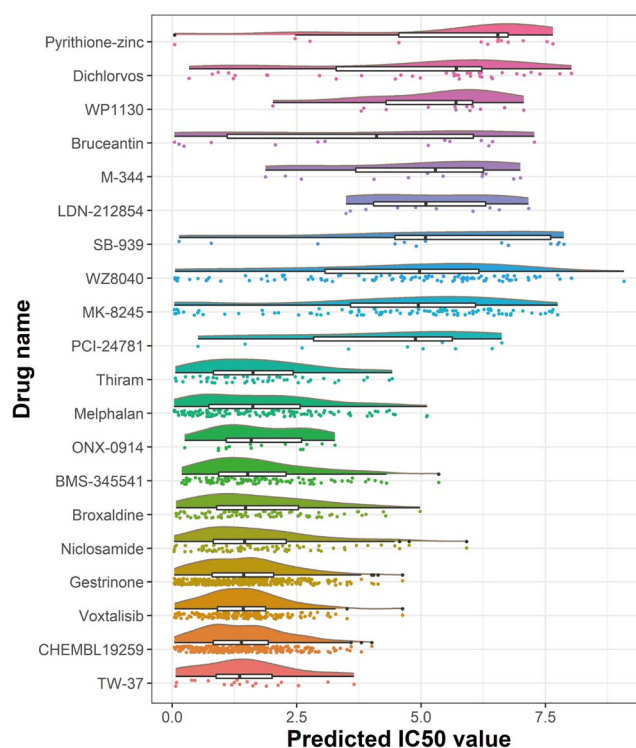 Drug name
Pyrithione-zinc
Dichlorvos
WP1130
Bruceantin
M-344
LDN-212854
SB-939
WZ8040
MK-8245
PCI-24781
Thiram
Melphalan
ONX-0914
BMS-345541
Broxaldine
Niclosamide
Gestrinone
Voxtalisib
CHEMBL19259
TW-37
0.0 2.5 5.0 7.5
Predicted IC50 value